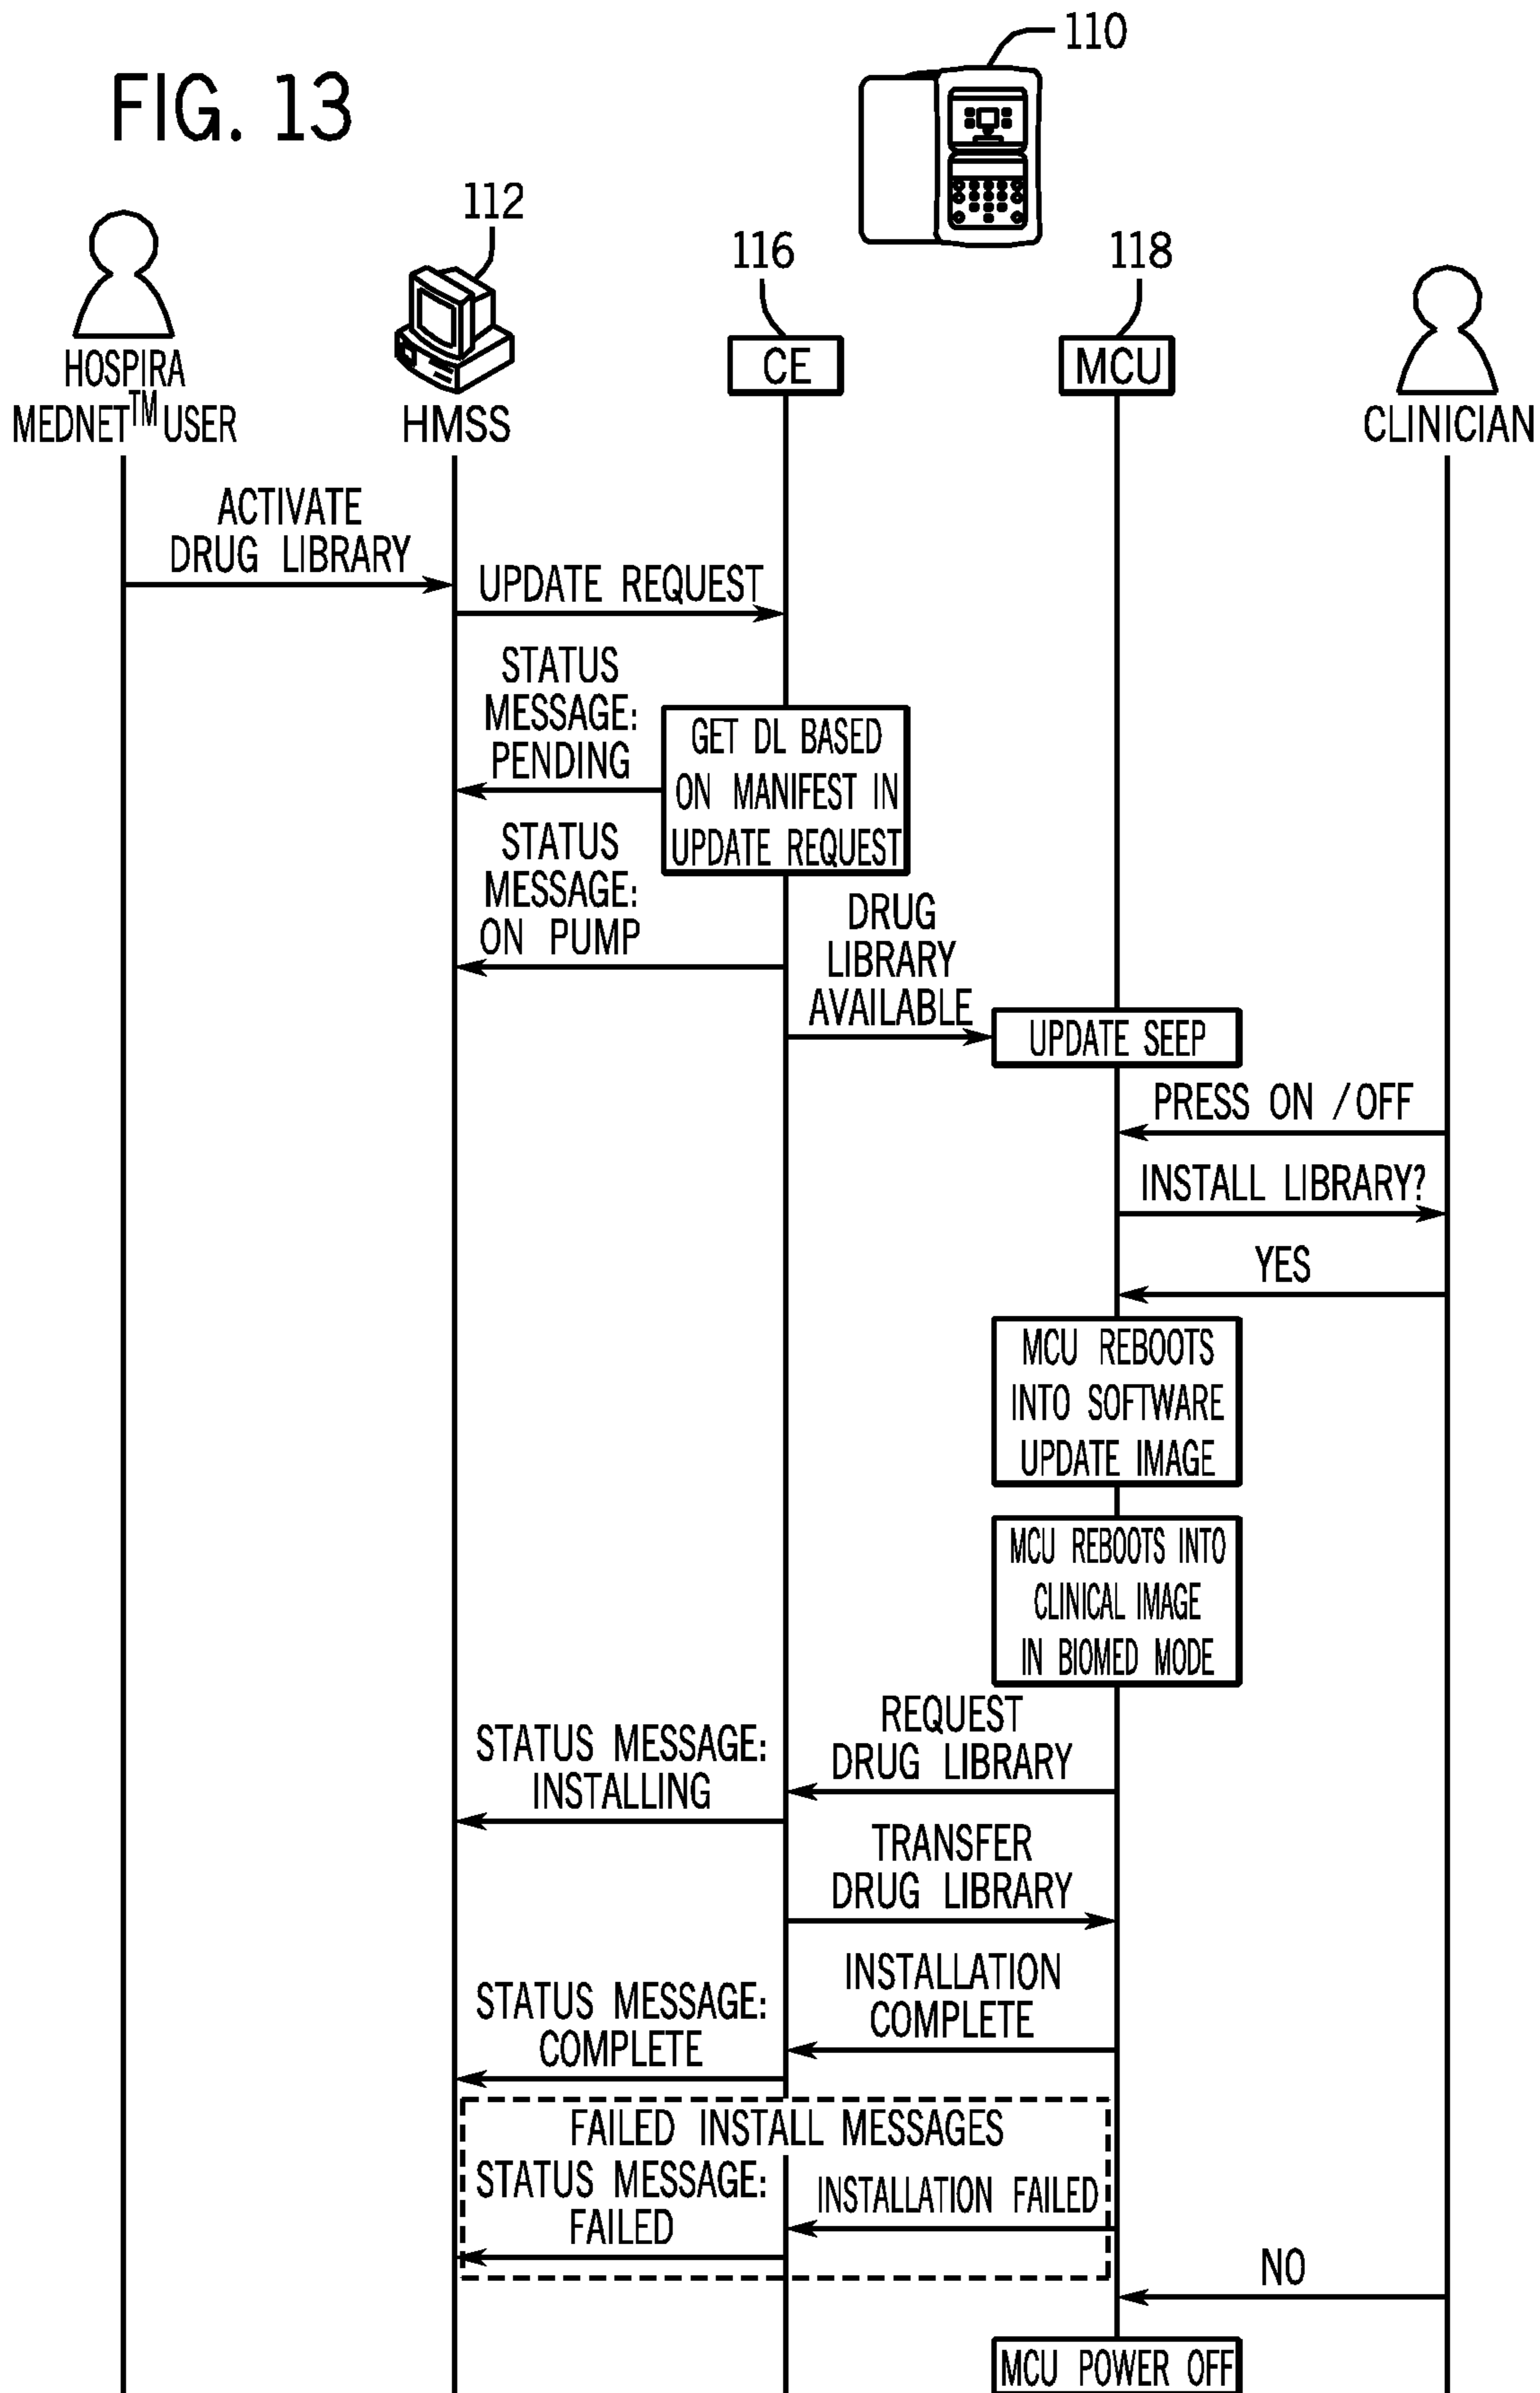 FIG. 13
110
112
116
118
HOSPIRA
MEDNET™ USER
HMSS
CE
MCU
CLINICIAN
ACTIVATE
DRUG LIBRARY
UPDATE REQUEST
STATUS
MESSAGE:
PENDING
GET DL BASED
ON MANIFEST IN
UPDATE REQUEST
STATUS
MESSAGE:
ON PUMP
DRUG
LIBRARY
AVAILABLE
UPDATE SEEP
PRESS ON /OFF
INSTALL LIBRARY?
YES
MCU REBOOTS
INTO SOFTWARE
UPDATE IMAGE
MCU REBOOTS INTO
CLINICAL IMAGE
IN BIOMED MODE
REQUEST
DRUG LIBRARY
STATUS MESSAGE:
INSTALLING
TRANSFER
DRUG LIBRARY
INSTALLATION
COMPLETE
STATUS MESSAGE:
COMPLETE
FAILED INSTALL MESSAGES
STATUS MESSAGE:
FAILED
INSTALLATION FAILED
NO
MCU POWER OFF